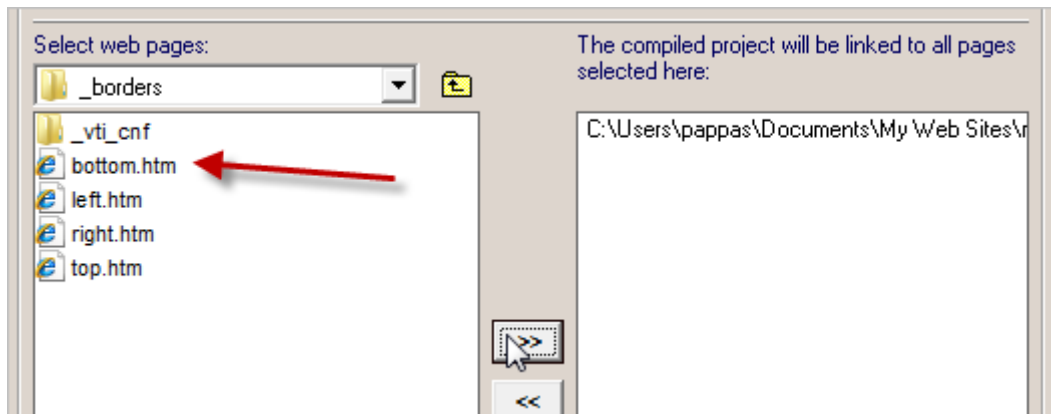 Select web pages:
_borders
_vti_cnf
bottom.htm
left.htm
right.htm
top.htm
>>
<<
The compiled project will be linked to all pages
selected here:
C:\Users\pappas\Documents\My Web Sites\r